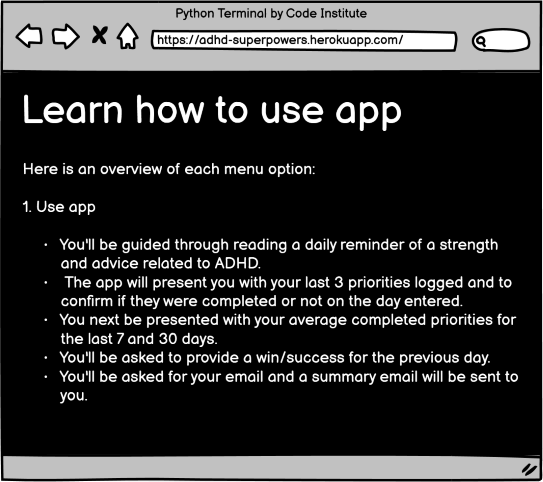 Python Terminal by Code Institute
https://adhd-superpowers.herokuapp.com/
Learn how to use app
Here is an overview of each menu option:
1. Use app
· You'll be guided through reading a daily reminder of a strength
and advice related to ADHD.
· The app will present you with your last 3 priorities logged and to
confirm if they were completed or not on the day entered.
· You next be presented with your average completed priorities for
the last 7 and 30 days.
· You'll be asked to provide a win/success for the previous day.
· You'll be asked for your email and a summary email will be sent to
you.